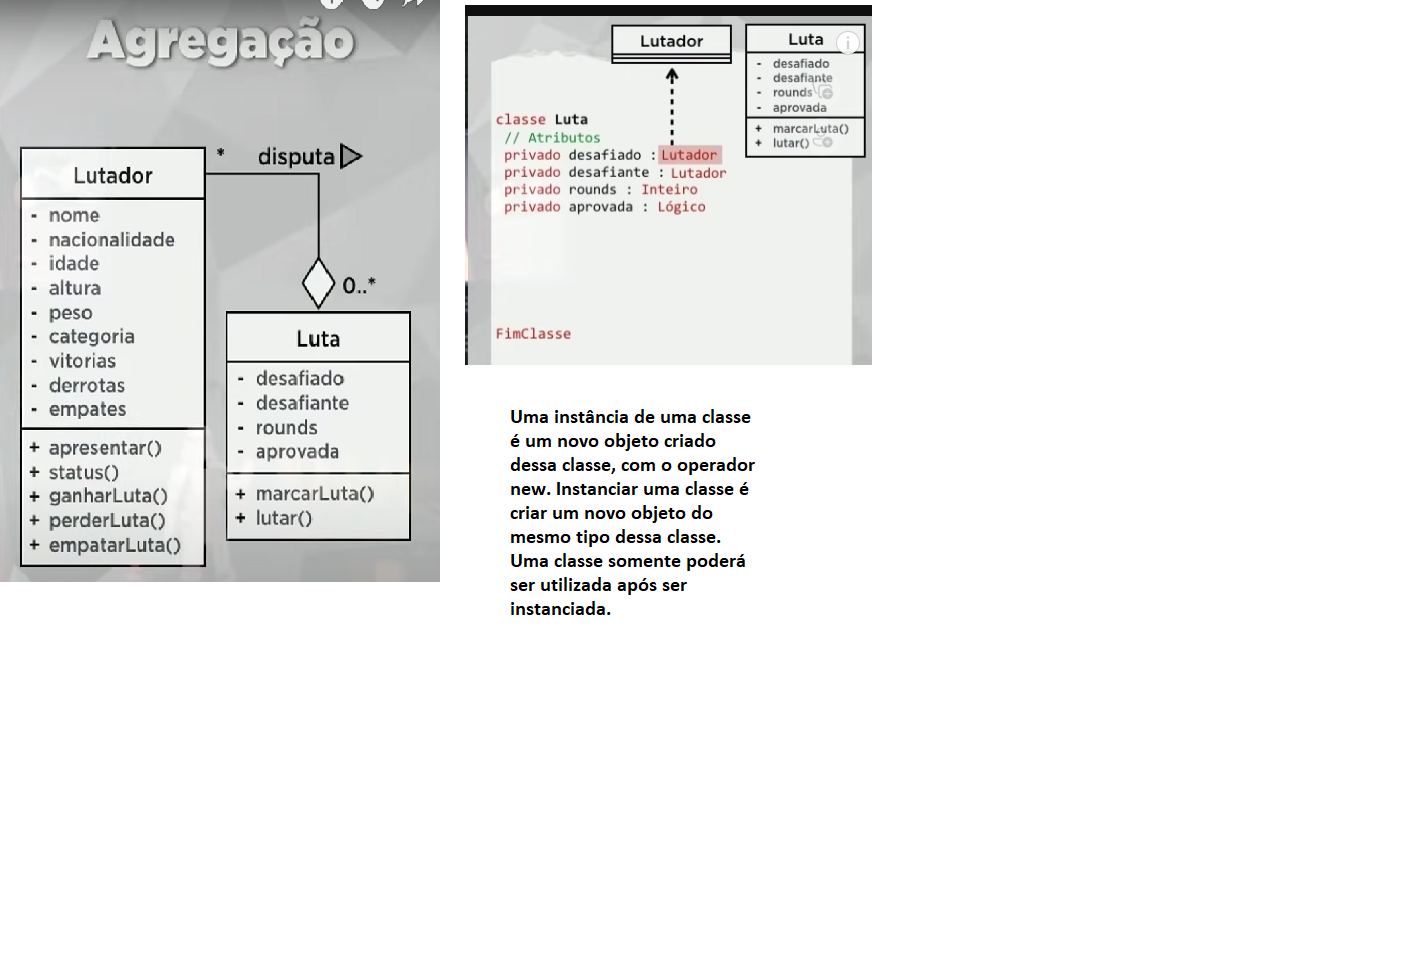 Agregação
* disputa
Lutador
- nome
- nacionalidade
- idade
- altura
- peso
- categoria
- vitorias
- derrotas
- empates
+ apresentar()
+ status()
+ ganharLuta()
+ perderLuta()
+ empatarLuta()
0..*
Luta
- desafiado
- desafiante
- rounds
- aprovada
+ marcarLuta()
+ lutar()
Lutador
Luta
- desafiado
- desafiante
- rounds
- aprovada
+ marcarLuta()
+ lutar()
classe Luta
// Atributos
privado desafiado : Lutador
privado desafiante : Lutador
privado rounds : Inteiro
privado aprovada : Lógico
FimClasse
Uma instância de uma classe
é um novo objeto criado
dessa classe, com o operador
new. Instanciar uma classe é
criar um novo objeto do
mesmo tipo dessa classe.
Uma classe somente poderá
ser utilizada após ser
instanciada.